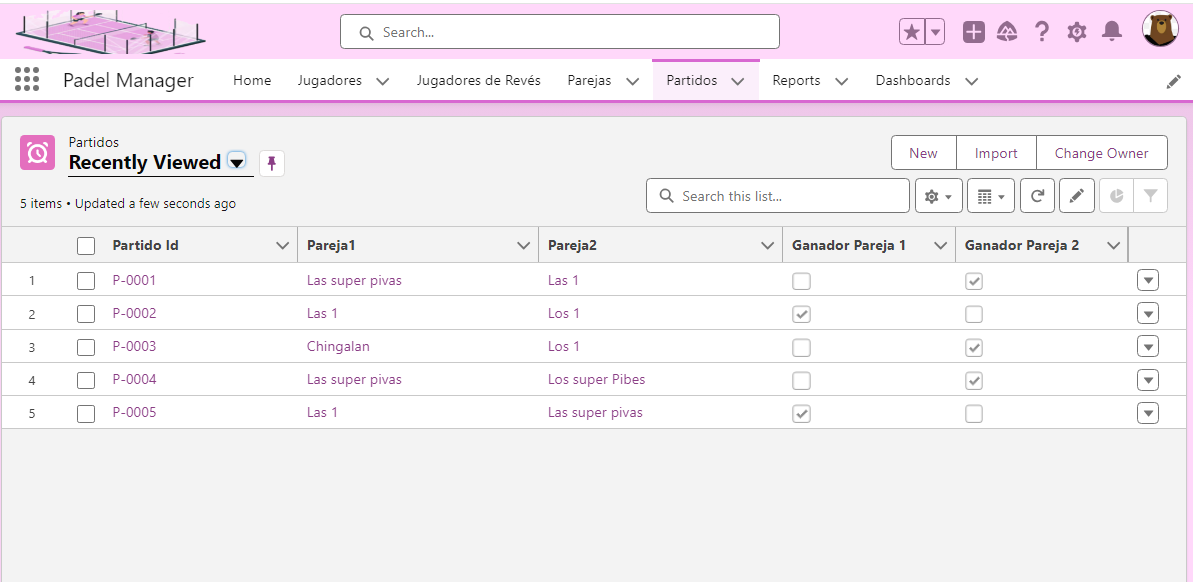 Search...
Padel Manager Home Jugadores Jugadores de Revés Parejas Partidos Reports Dashboards
Partidos
Recently Viewed
New Import Change Owner
5 items • Updated a few seconds ago
Search this list...
Partido Id Pareja1 Pareja2 Ganador Pareja 1 Ganador Pareja 2
1 P-0001 Las super pivas Las 1
2 P-0002 Las 1 Los 1
3 P-0003 Chingalan Los 1
4 P-0004 Las super pivas Los super Pibes
5 P-0005 Las 1 Las super pivas